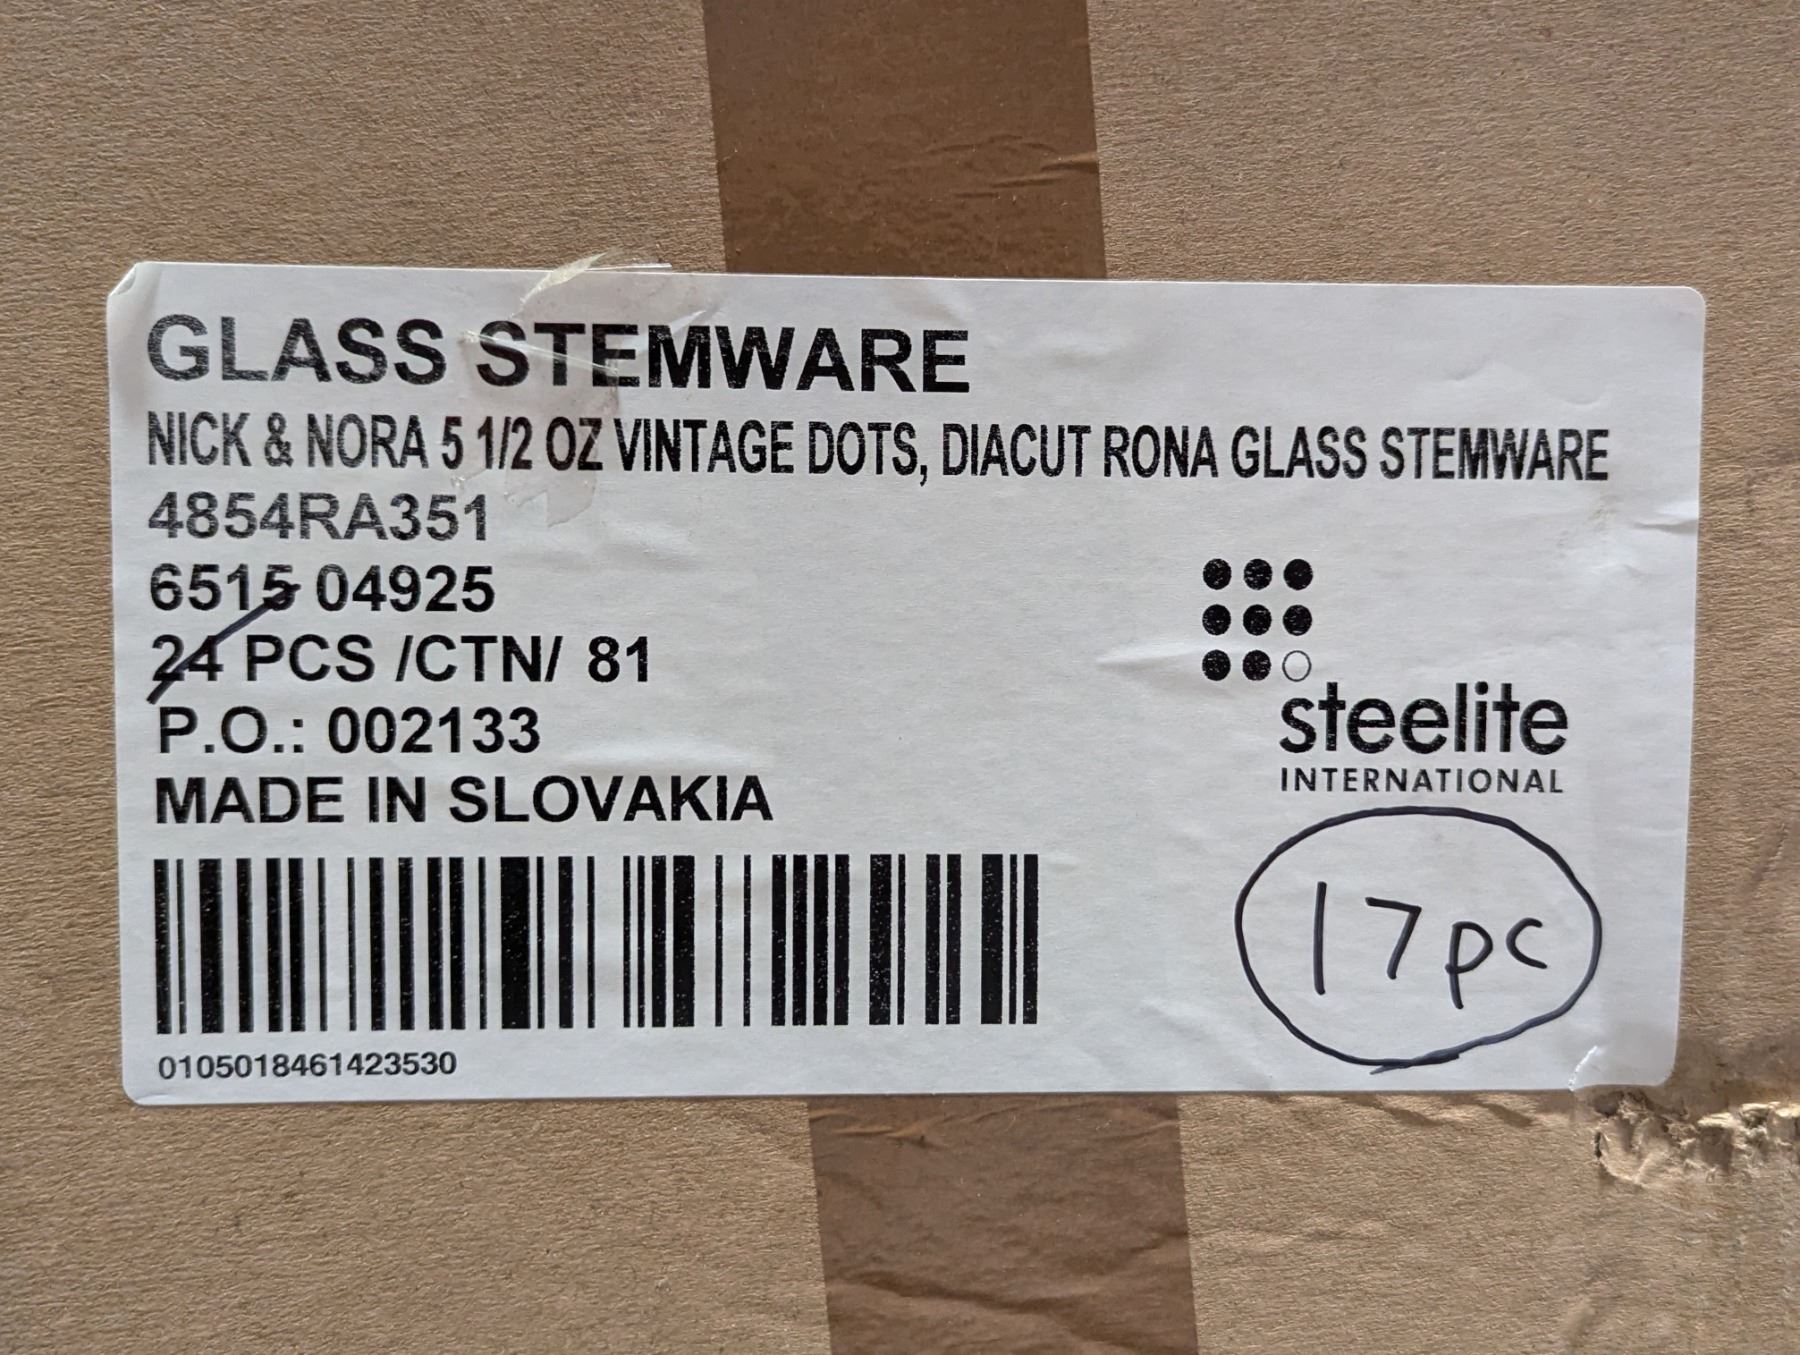 GLASS STEMWARE
NICK & NORA 5 1/2 OZ VINTAGE DOTS, DIACUT RONA GLASS STEMWARE
4854RA351
6515 04925
24 PCS /CTN/ 81
P.O.: 002133
MADE IN SLOVAKIA
steelite
INTERNATIONAL
17pc
0105018461423530